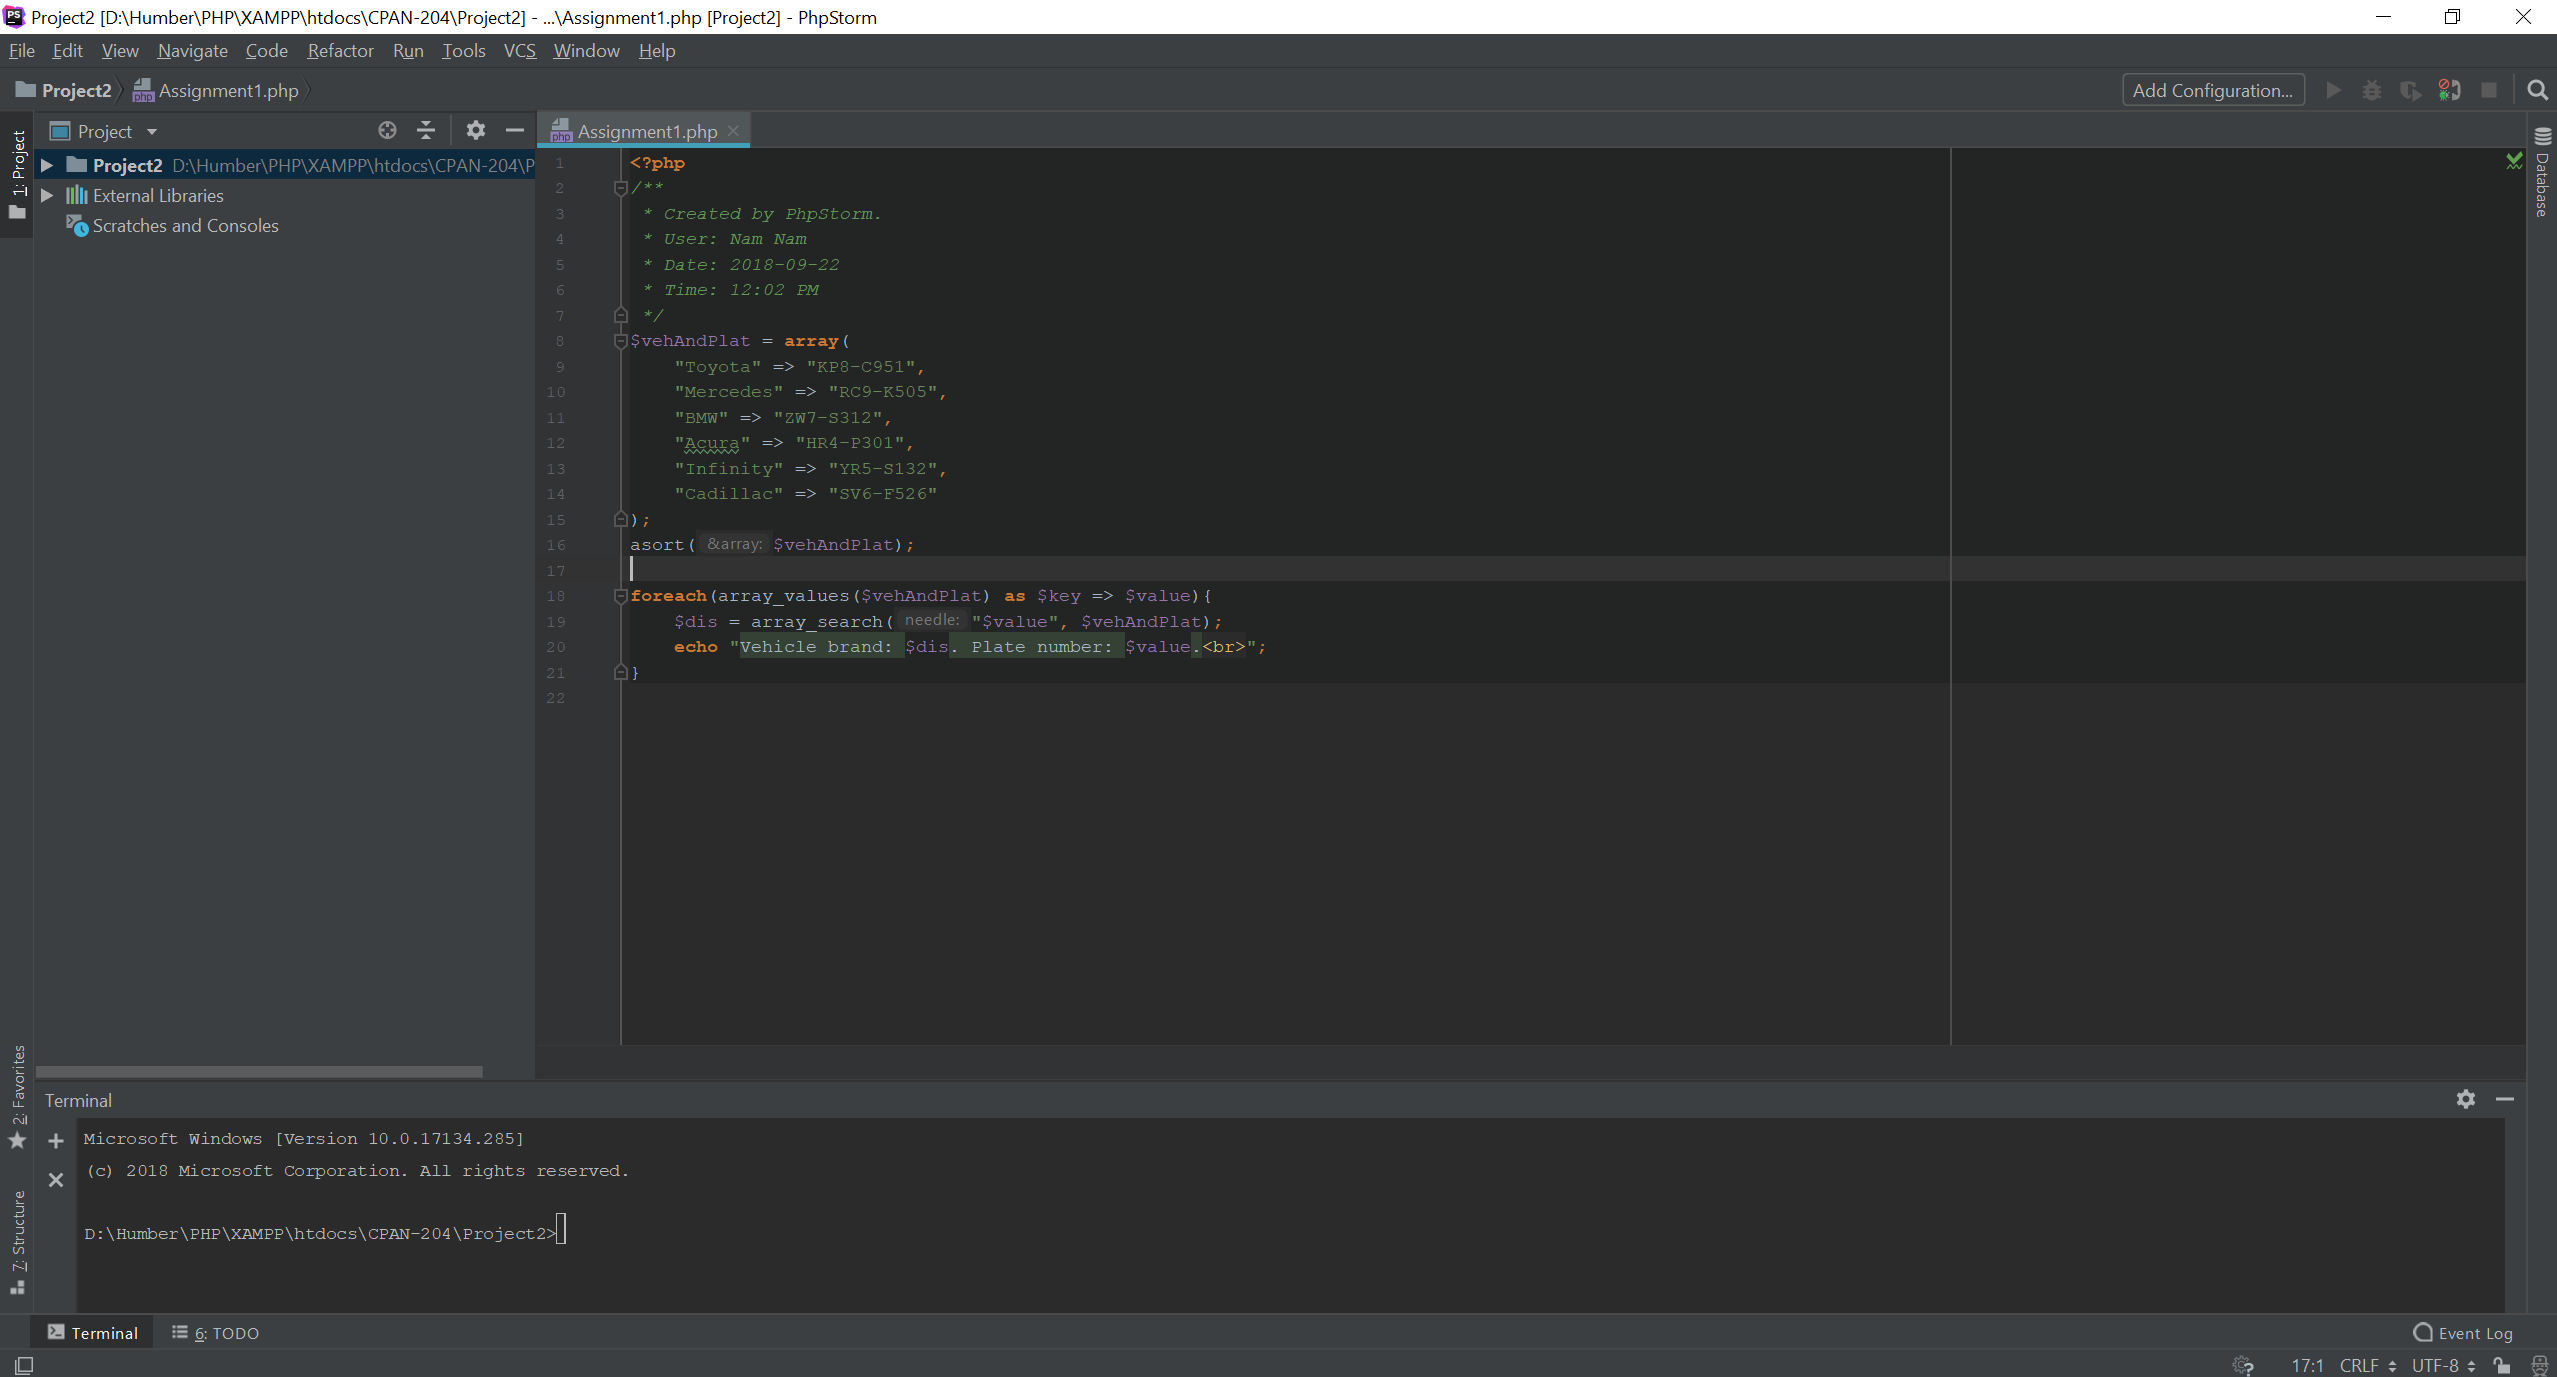 Project2 [D:\Humber\PHP\XAMPP\htdocs\CPAN-204\Project2] - ...\Assignment1.php [Project2] - PhpStorm
File Edit View Navigate Code Refactor Run Tools VCS Window Help
Project2 Assignment1.php Add Configuration...
1: Project
Project
Assignment1.php
Project2 D:\Humber\PHP\XAMPP\htdocs\CPAN-204\P
External Libraries
Scratches and Consoles
1 <?php
2 /**
3  * Created by PhpStorm.
4  * User: Nam Nam
5  * Date: 2018-09-22
6  * Time: 12:02 PM
7  */
8 $vehAndPlat = array(
9     "Toyota" => "KP8-C951",
10     "Mercedes" => "RC9-K505",
11     "BMW" => "ZW7-S312",
12     "Acura" => "HR4-P301",
13     "Infinity" => "YR5-S132",
14     "Cadillac" => "SV6-F526"
15 );
16 asort( &array: $vehAndPlat);
17
18 foreach(array_values($vehAndPlat) as $key => $value){
19     $dis = array_search( needle: "$value", $vehAndPlat);
20     echo "Vehicle brand: $dis. Plate number: $value.<br>";
21 }
22
Database
2: Favorites
7: Structure
Terminal
Microsoft Windows [Version 10.0.17134.285]
(c) 2018 Microsoft Corporation. All rights reserved.
D:\Humber\PHP\XAMPP\htdocs\CPAN-204\Project2>
Terminal 6: TODO Event Log
17:1 CRLF UTF-8